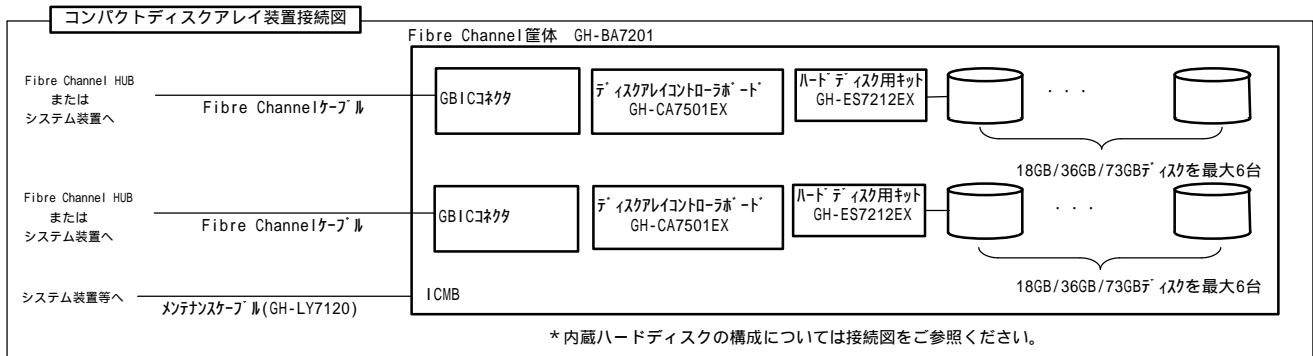 コンパクトディスクアレイ装置接続図
Fibre Channel筐体 GH-BA7201
Fibre Channel HUB
または
システム装置へ
Fibre Channelｹｰﾌﾞﾙ
GBICｺﾈｸﾀ
ﾃﾞｨｽｸｱﾚｲｺﾝﾄﾛｰﾗﾎﾞｰﾄﾞ
GH-CA7501EX
ﾊｰﾄﾞﾃﾞｨｽｸ用ｷｯﾄ
GH-ES7212EX
・・・
18GB/36GB/73GBﾃﾞｨｽｸを最大6台
Fibre Channel HUB
または
システム装置へ
Fibre Channelｹｰﾌﾞﾙ
GBICｺﾈｸﾀ
ﾃﾞｨｽｸｱﾚｲｺﾝﾄﾛｰﾗﾎﾞｰﾄﾞ
GH-CA7501EX
ﾊｰﾄﾞﾃﾞｨｽｸ用ｷｯﾄ
GH-ES7212EX
・・・
18GB/36GB/73GBﾃﾞｨｽｸを最大6台
システム装置等へ
ﾒﾝﾃﾅﾝｽｹｰﾌﾞﾙ(GH-LY7120)
ICMB
*内蔵ハードディスクの構成については接続図をご参照ください。